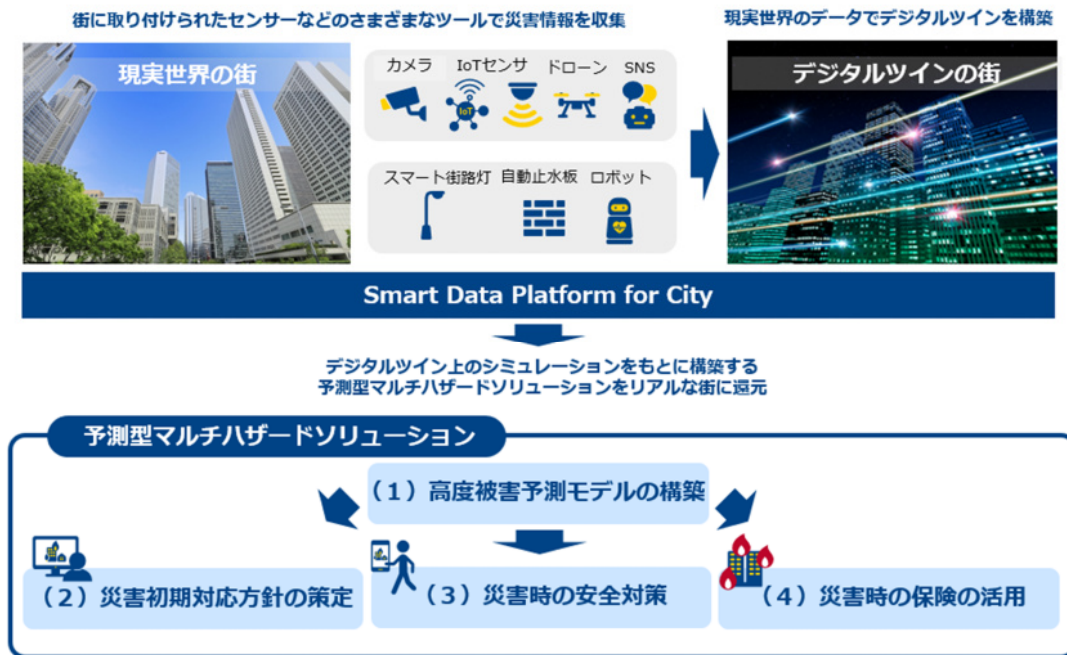 街に取り付けられたセンサーなどのさまざまなツールで災害情報を収集
現実世界のデータでデジタルツインを構築
現実世界の街
カメラ
IoTセンサ
ドローン
SNS
IoT
スマート街路灯
自動止水板
ロボット
デジタルツインの街
Smart Data Platform for City
デジタルツイン上のシミュレーションをもとに構築する
予測型マルチハザードソリューションをリアルな街に還元
予測型マルチハザードソリューション
（1）高度被害予測モデルの構築
（2）災害初期対応方針の策定
（3）災害時の安全対策
（4）災害時の保険の活用